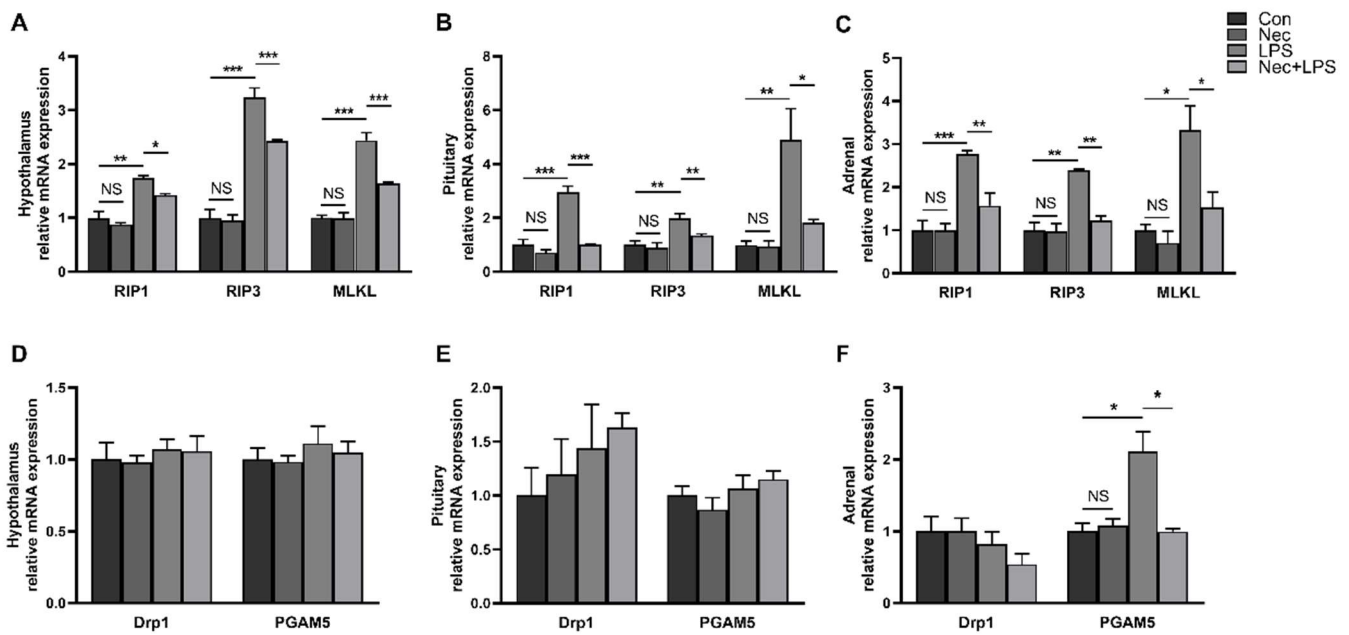 A
Hypothalamus
relative mRNA expression
4
3
2
1
0
** * *** *** *** ***
NS NS NS
RIP1 RIP3 MLKL
B
Pituitary
relative mRNA expression
8
6
4
2
0
*** *** ** ** ** *
NS NS NS
RIP1 RIP3 MLKL
C
Adrenal
relative mRNA expression
5
4
3
2
1
0
*** ** ** ** * *
NS NS NS
RIP1 RIP3 MLKL
Con
Nec
LPS
Nec+LPS
D
Hypothalamus
relative mRNA expression
1.5
1.0
0.5
0.0
Drp1 PGAM5
E
Pituitary
relative mRNA expression
2.0
1.5
1.0
0.5
0.0
Drp1 PGAM5
F
Adrenal
relative mRNA expression
3
2
1
0
* *
NS
Drp1 PGAM5